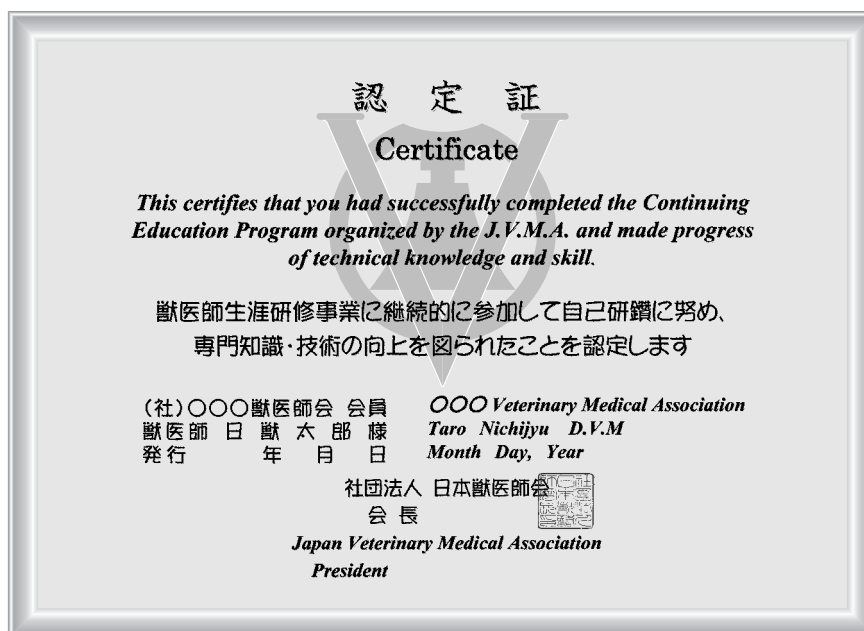 認定証
Certificate
This certifies that you had successfully completed the Continuing
Education Program organized by the J.V.M.A. and made progress
of technical knowledge and skill.
獣医師生涯研修事業に継続的に参加して自己研鑽に努め、
専門知識・技術の向上を図られたことを認定します
(社)〇〇〇獣医師会 会員 〇〇〇 Veterinary Medical Association
獣医師 日 獣 太 郎 様 Taro Nichijyu D.V.M
発行 年 月 日 Month Day, Year
社団法人 日本獣医師会
会 長
Japan Veterinary Medical Association
President